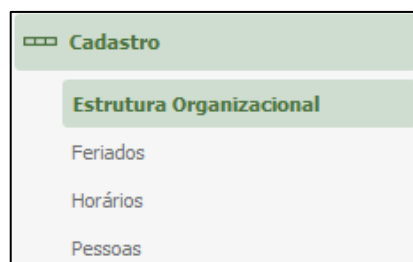 Cadastro
Estrutura Organizacional
Feriados
Horários
Pessoas